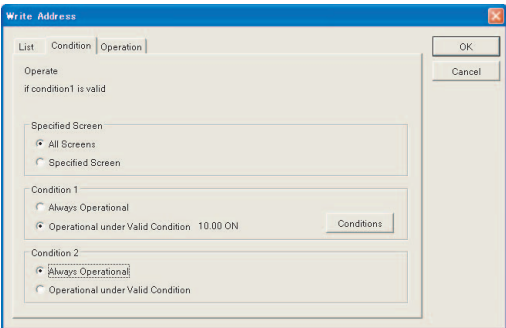 Write Address
List Condition Operation
OK
Cancel
Operate
if condition1 is valid
Specified Screen
All Screens
Specified Screen
Condition 1
Always Operational
Operational under Valid Condition 10.00 ON Conditions
Condition 2
Always Operational
Operational under Valid Condition